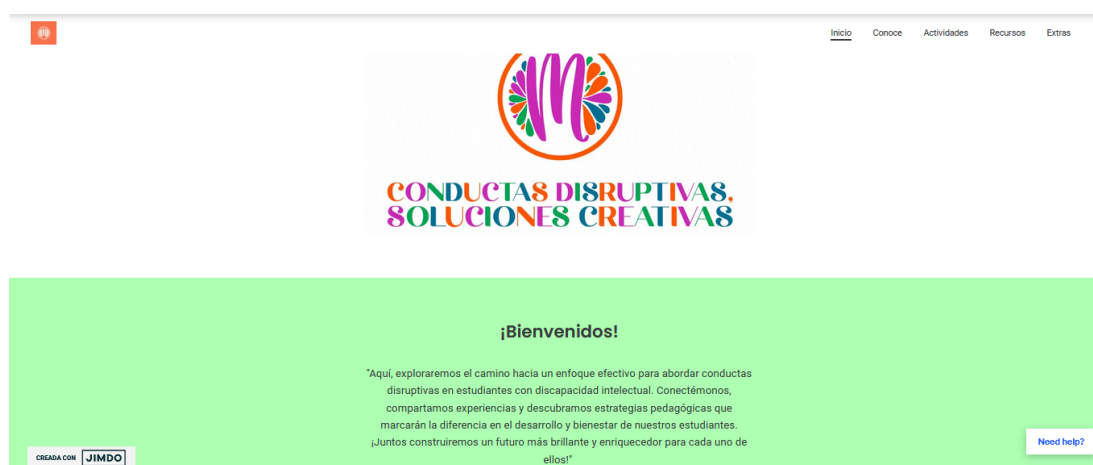 Inicio Conoce Actividades Recursos Extras
CONDUCTAS DISRUPTIVAS,
SOLUCIONES CREATIVAS
¡Bienvenidos!
"Aquí, exploraremos el camino hacia un enfoque efectivo para abordar conductas
disruptivas en estudiantes con discapacidad intelectual. Conectémonos,
compartamos experiencias y descubramos estrategias pedagógicas que
marcarán la diferencia en el desarrollo y bienestar de nuestros estudiantes.
¡Juntos construiremos un futuro más brillante y enriquecedor para cada uno de
ellos!"
Need help?
CREADA CON JIMDO